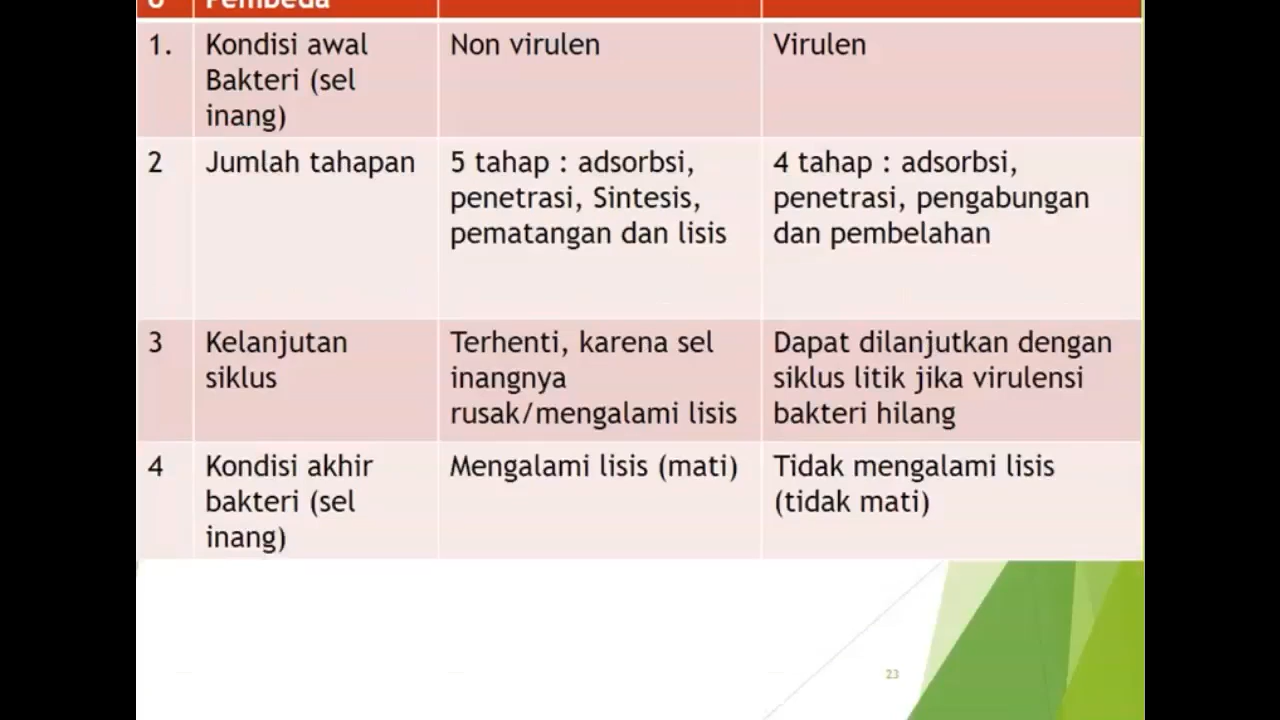 Pembeda
1. Kondisi awal Non virulen Virulen
Bakteri (sel
inang)
2 Jumlah tahapan 5 tahap : adsorbsi, 4 tahap : adsorbsi,
penetrasi, Sintesis, penetrasi, pengabungan
pematangan dan lisis dan pembelahan
3 Kelanjutan Terhenti, karena sel Dapat dilanjutkan dengan
siklus inangnya siklus litik jika virulensi
rusak/mengalami lisis bakteri hilang
4 Kondisi akhir Mengalami lisis (mati) Tidak mengalami lisis
bakteri (sel (tidak mati)
inang)
23